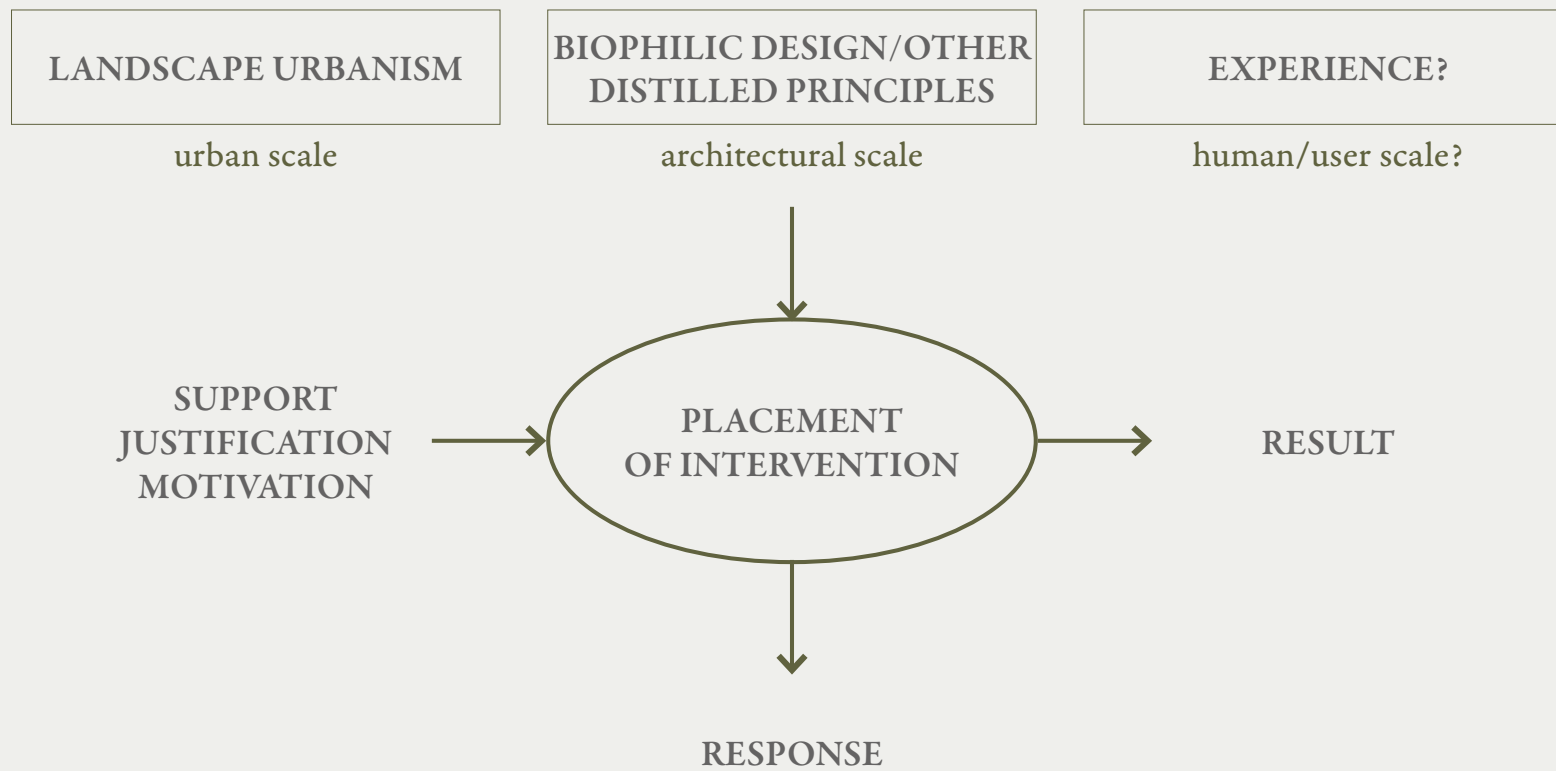 LANDSCAPE URBANISM
urban scale
BIOPHILIC DESIGN/OTHER
DISTILLED PRINCIPLES
architectural scale
EXPERIENCE?
human/user scale?
SUPPORT
JUSTIFICATION
MOTIVATION
PLACEMENT
OF INTERVENTION
RESULT
RESPONSE